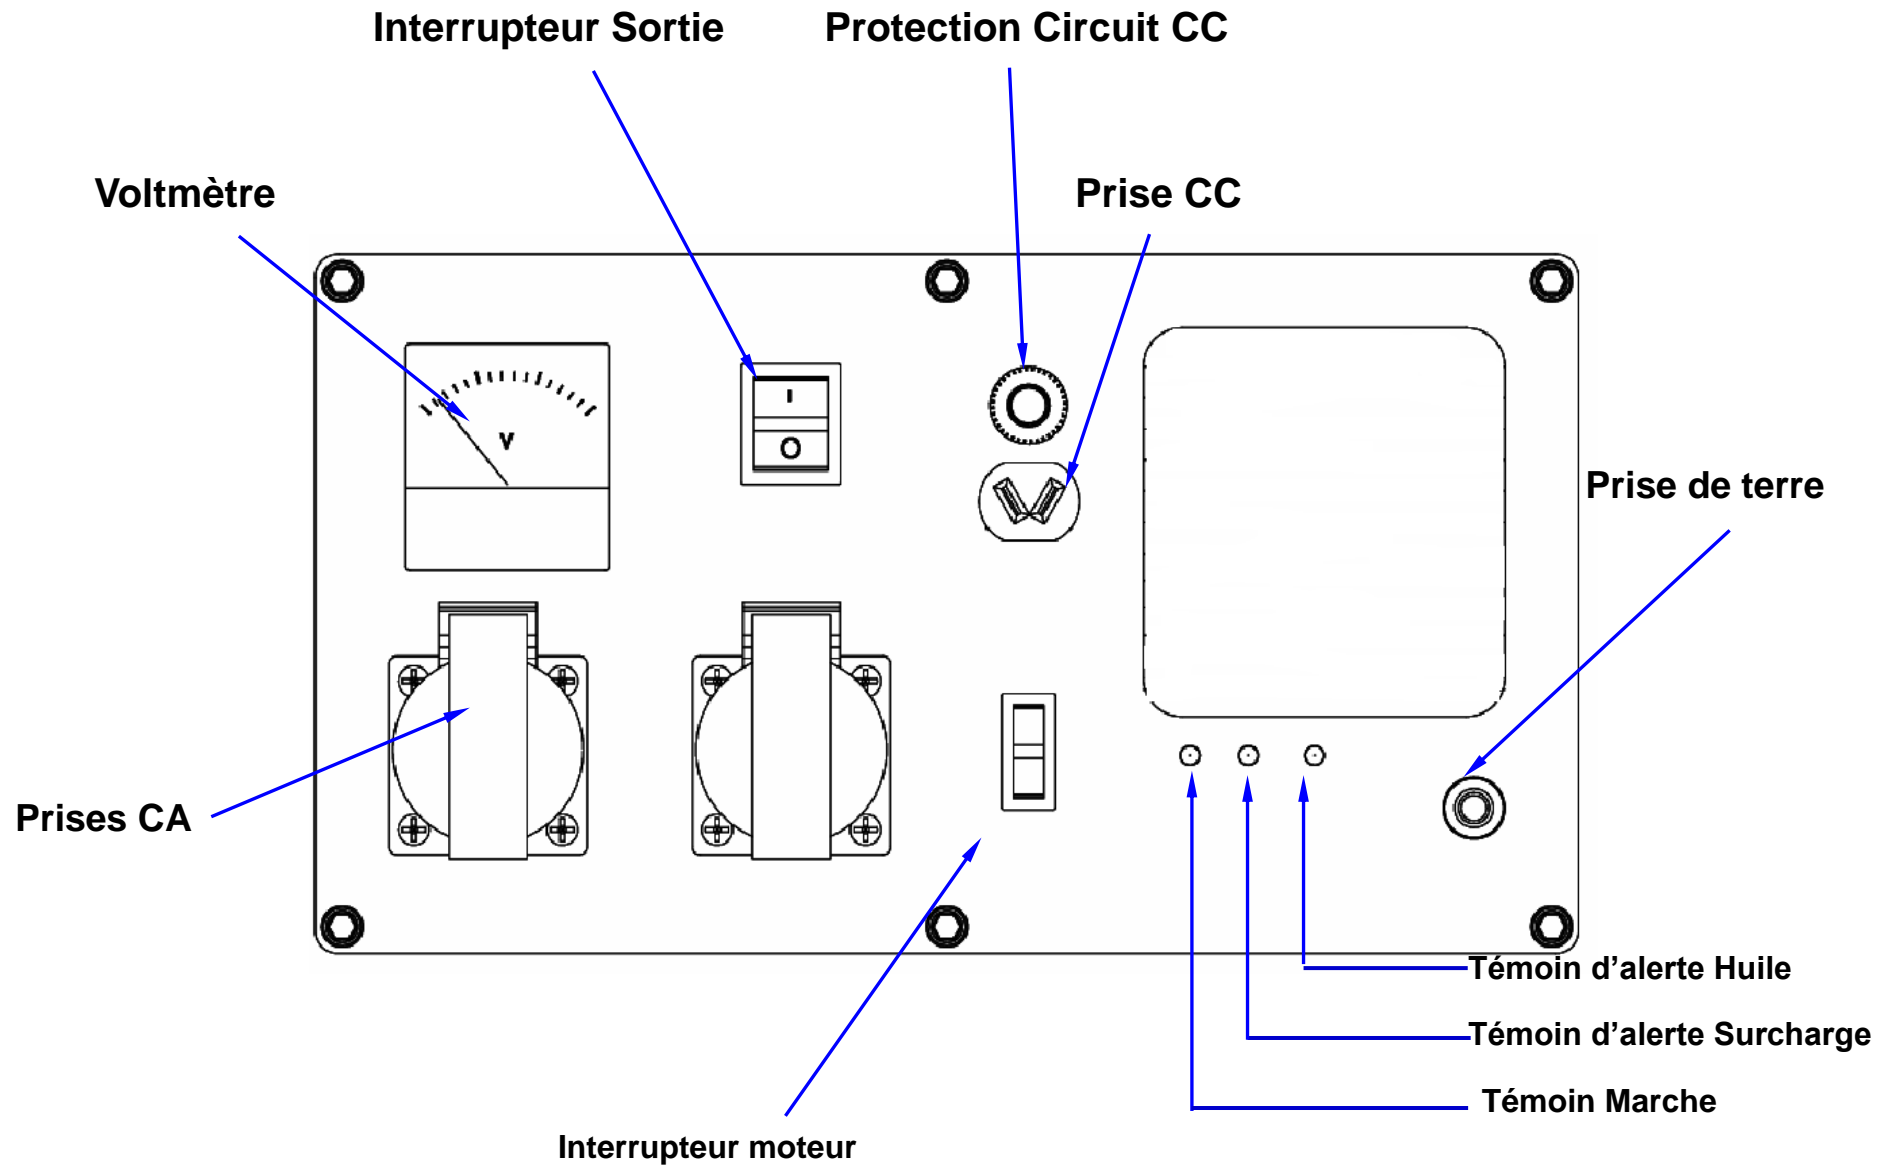 Interrupteur Sortie
Protection Circuit CC
Voltmètre
Prise CC
V
I
O
Prise de terre
Prises CA
Témoin d’alerte Huile
Témoin d’alerte Surcharge
Témoin Marche
Interrupteur moteur